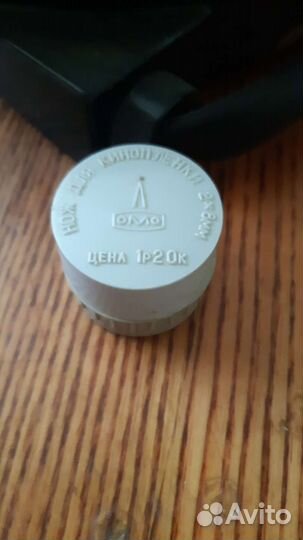 НОЖ ДЛЯ КИНОПЛЕНКИ 2×8ММ
ОМО
ЦЕНА 1Р20К
Avito